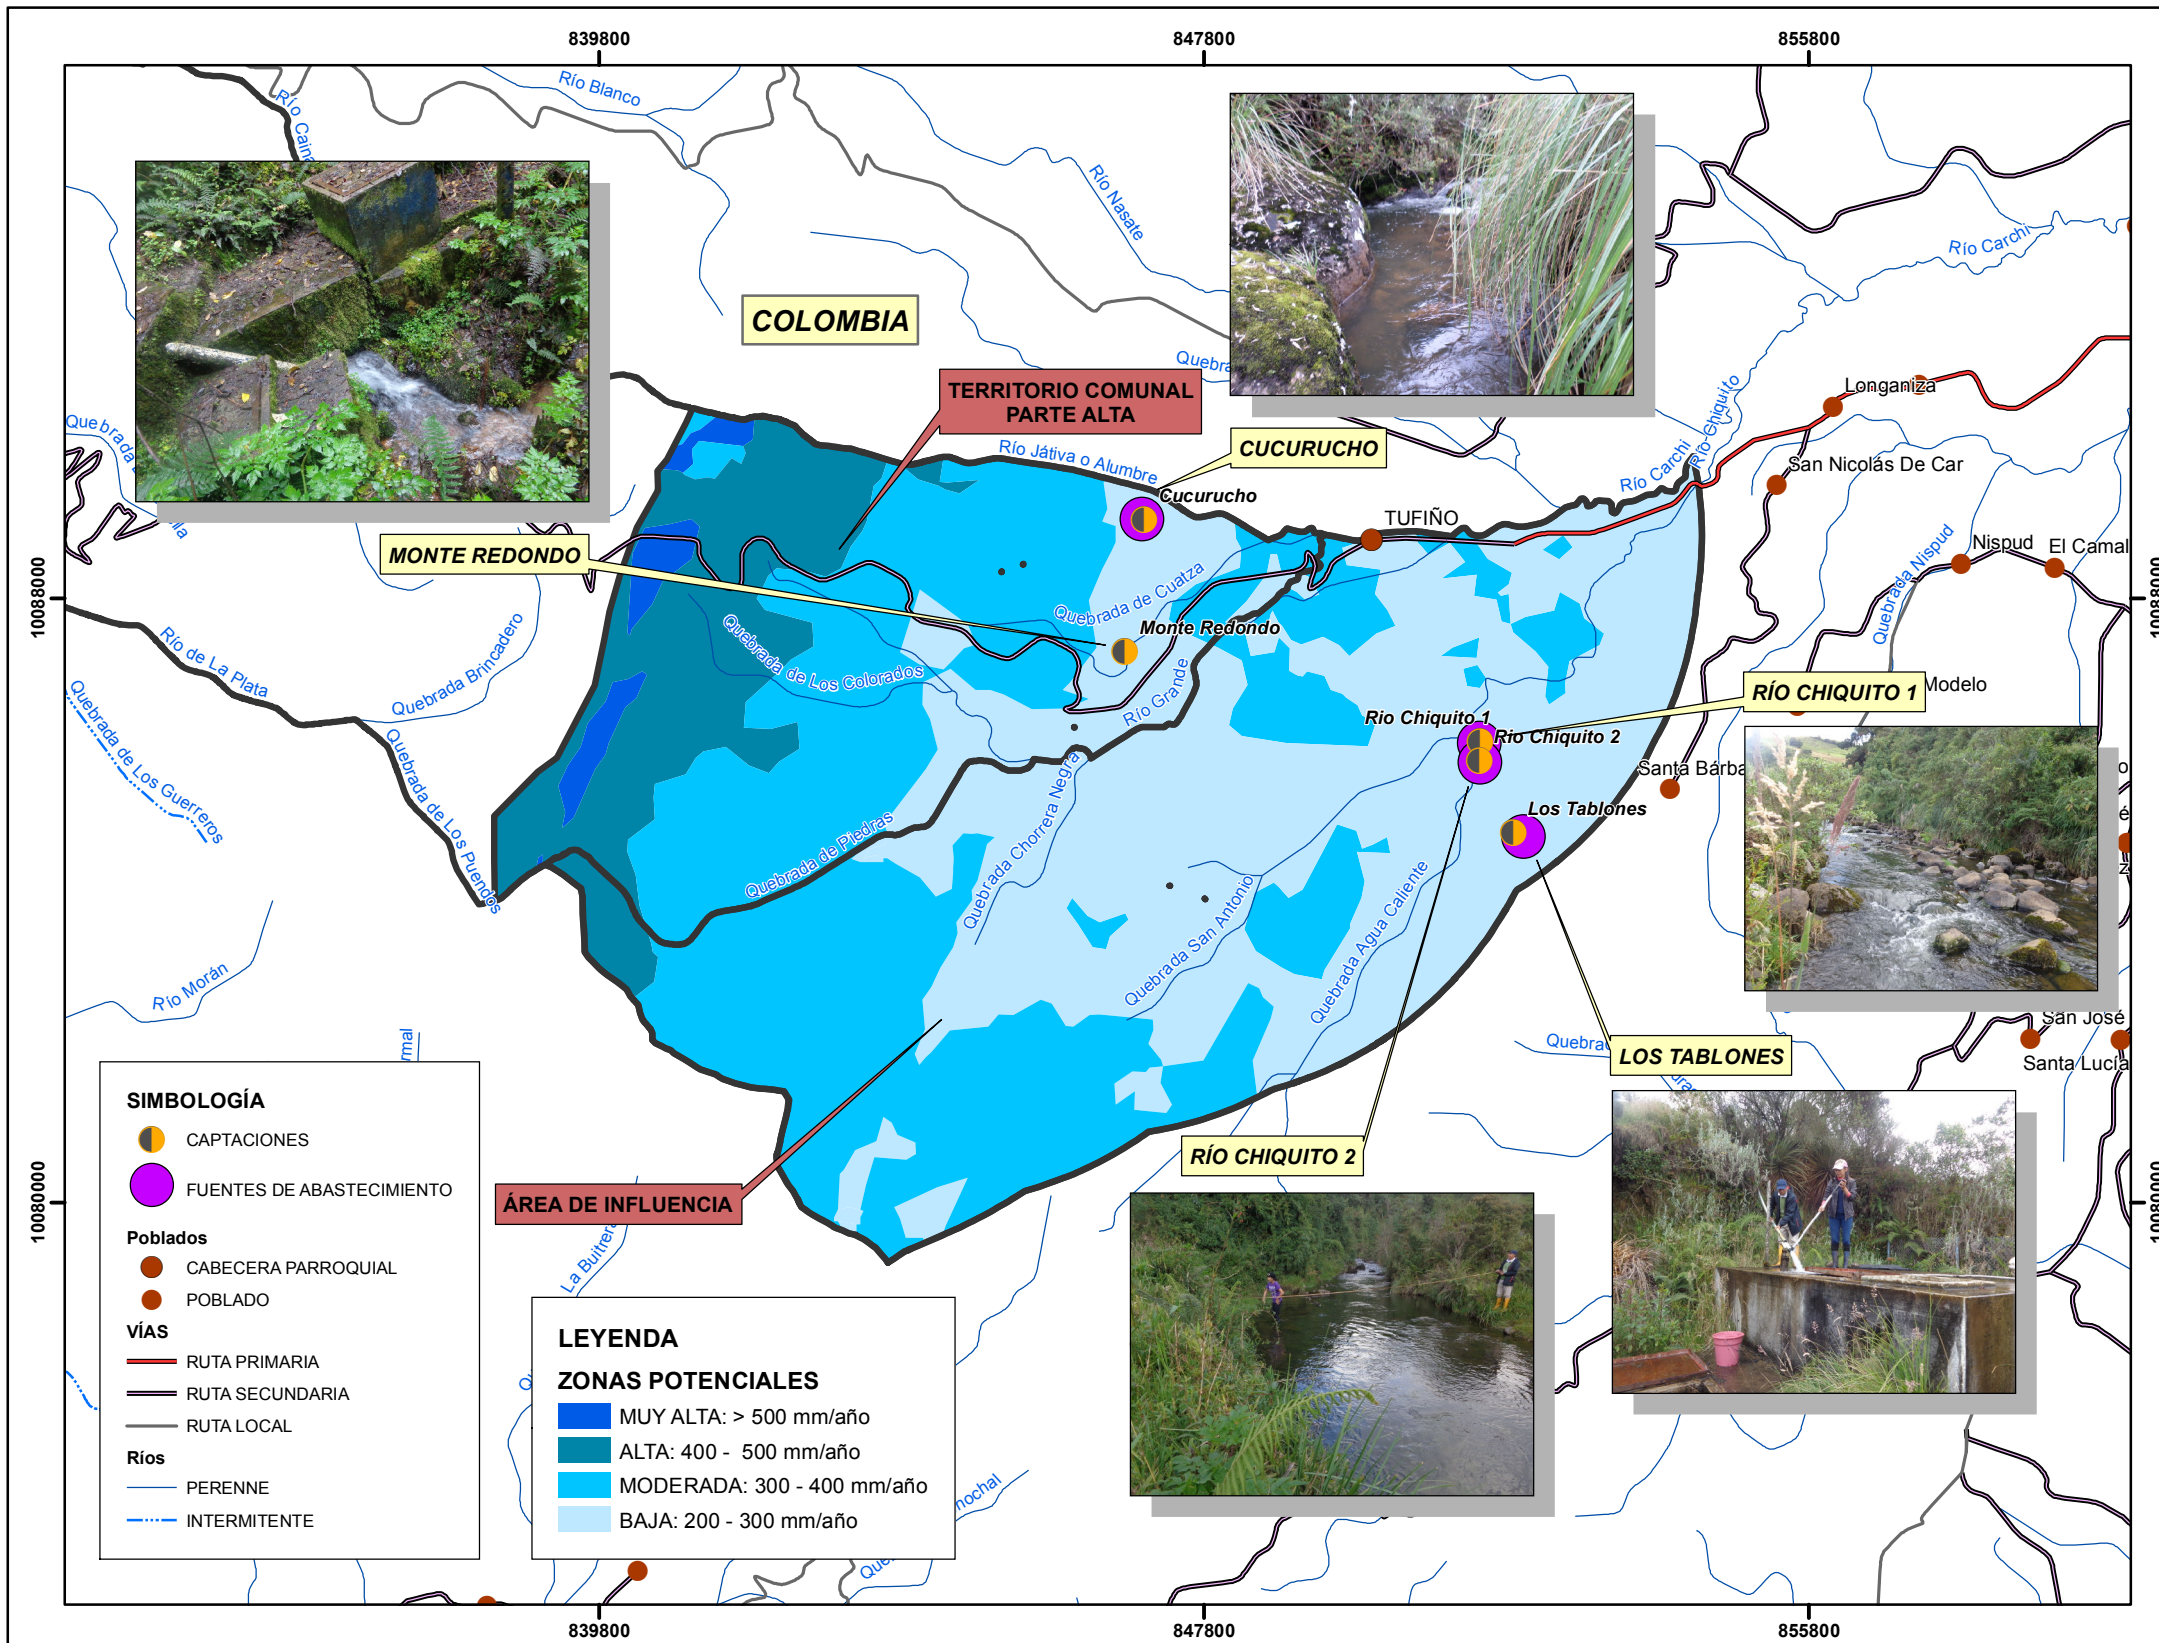 839800
847800
855800
Río Blanco
Río Nasate
Río Carchi
COLOMBIA
TERRITORIO COMUNAL
PARTE ALTA
CUCURUCHO
Río Játiva o Alumbre
Cucurucho
Río Carchi
Río Chiquito
Longaniza
San Nicolás De Car
TUFIÑO
Nispud
El Camal
Quebrada Nispud
10088000
10088000
MONTE REDONDO
Quebrada de Cuatza
Monte Redondo
Quebrada de Los Colorados
Río Grande
Río de La Plata
Quebrada Brincadero
Quebrada de Los Guerreros
Quebrada de Los Puendos
RÍO CHIQUITO 1
Modelo
Rio Chiquito 1
Rio Chiquito 2
Santa Bárba
Los Tablones
Quebrada de Piedras
Quebrada Chorrera Negra
Quebrada San Antonio
Quebrada Agua Caliente
Río Morán
San José
Santa Lucía
LOS TABLONES
RÍO CHIQUITO 2
ÁREA DE INFLUENCIA
10080000
10080000
La Buitrera
SIMBOLOGÍA
CAPTACIONES
FUENTES DE ABASTECIMIENTO
Poblados
CABECERA PARROQUIAL
POBLADO
VÍAS
RUTA PRIMARIA
RUTA SECUNDARIA
RUTA LOCAL
Ríos
PERENNE
INTERMITENTE
LEYENDA
ZONAS POTENCIALES
MUY ALTA: > 500 mm/año
ALTA: 400 - 500 mm/año
MODERADA: 300 - 400 mm/año
BAJA: 200 - 300 mm/año
839800
847800
855800